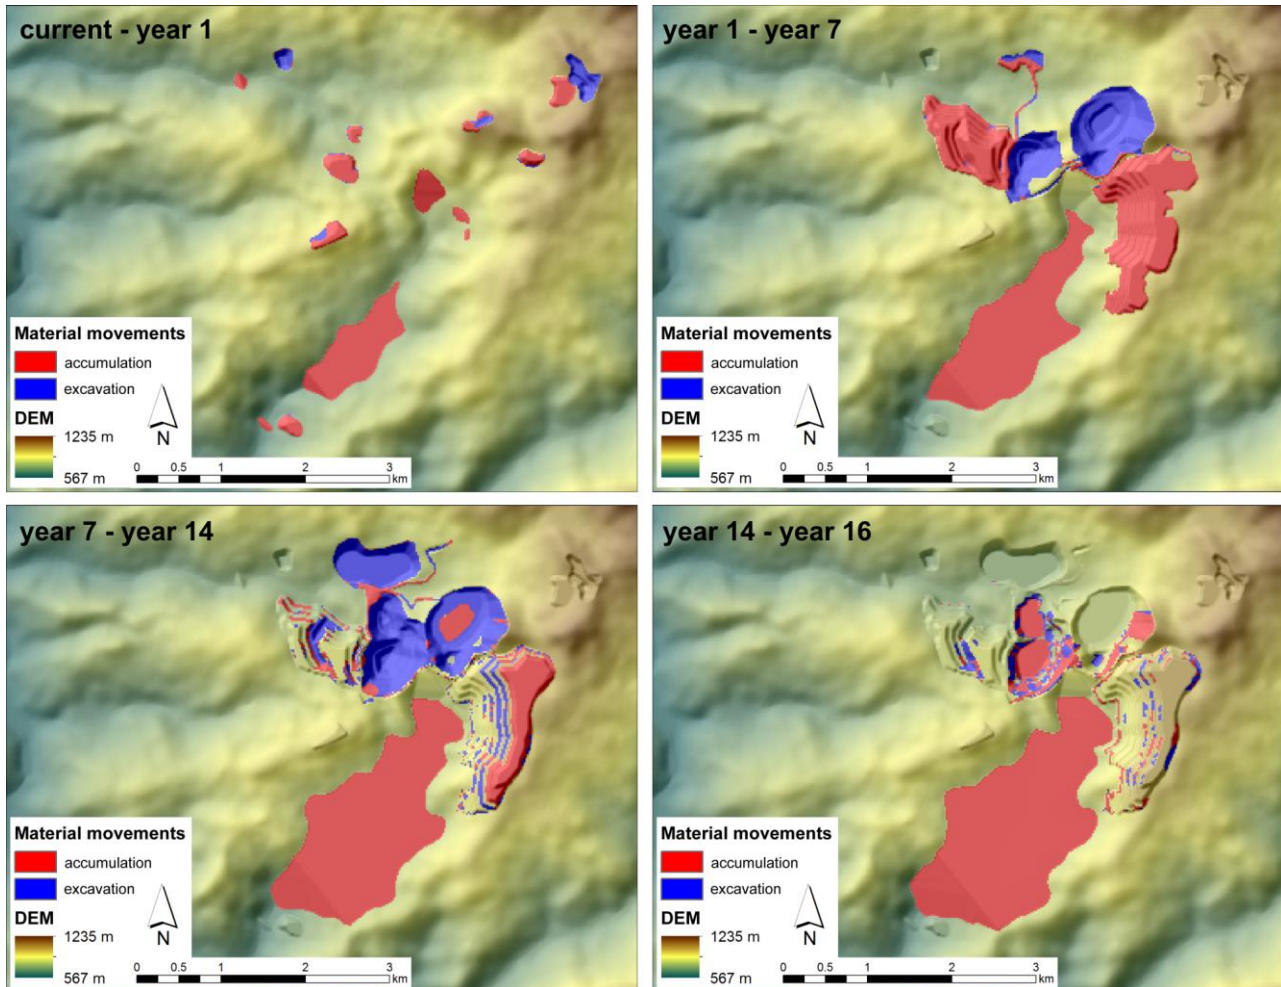 current - year 1
Material movements
accumulation
excavation
DEM
1235 m
567 m
N
0 0.5 1 2 3
km
year 1 - year 7
Material movements
accumulation
excavation
DEM
1235 m
567 m
N
0 0.5 1 2 3
km
year 7 - year 14
Material movements
accumulation
excavation
DEM
1235 m
567 m
N
0 0.5 1 2 3
km
year 14 - year 16
Material movements
accumulation
excavation
DEM
1235 m
567 m
N
0 0.5 1 2 3
km